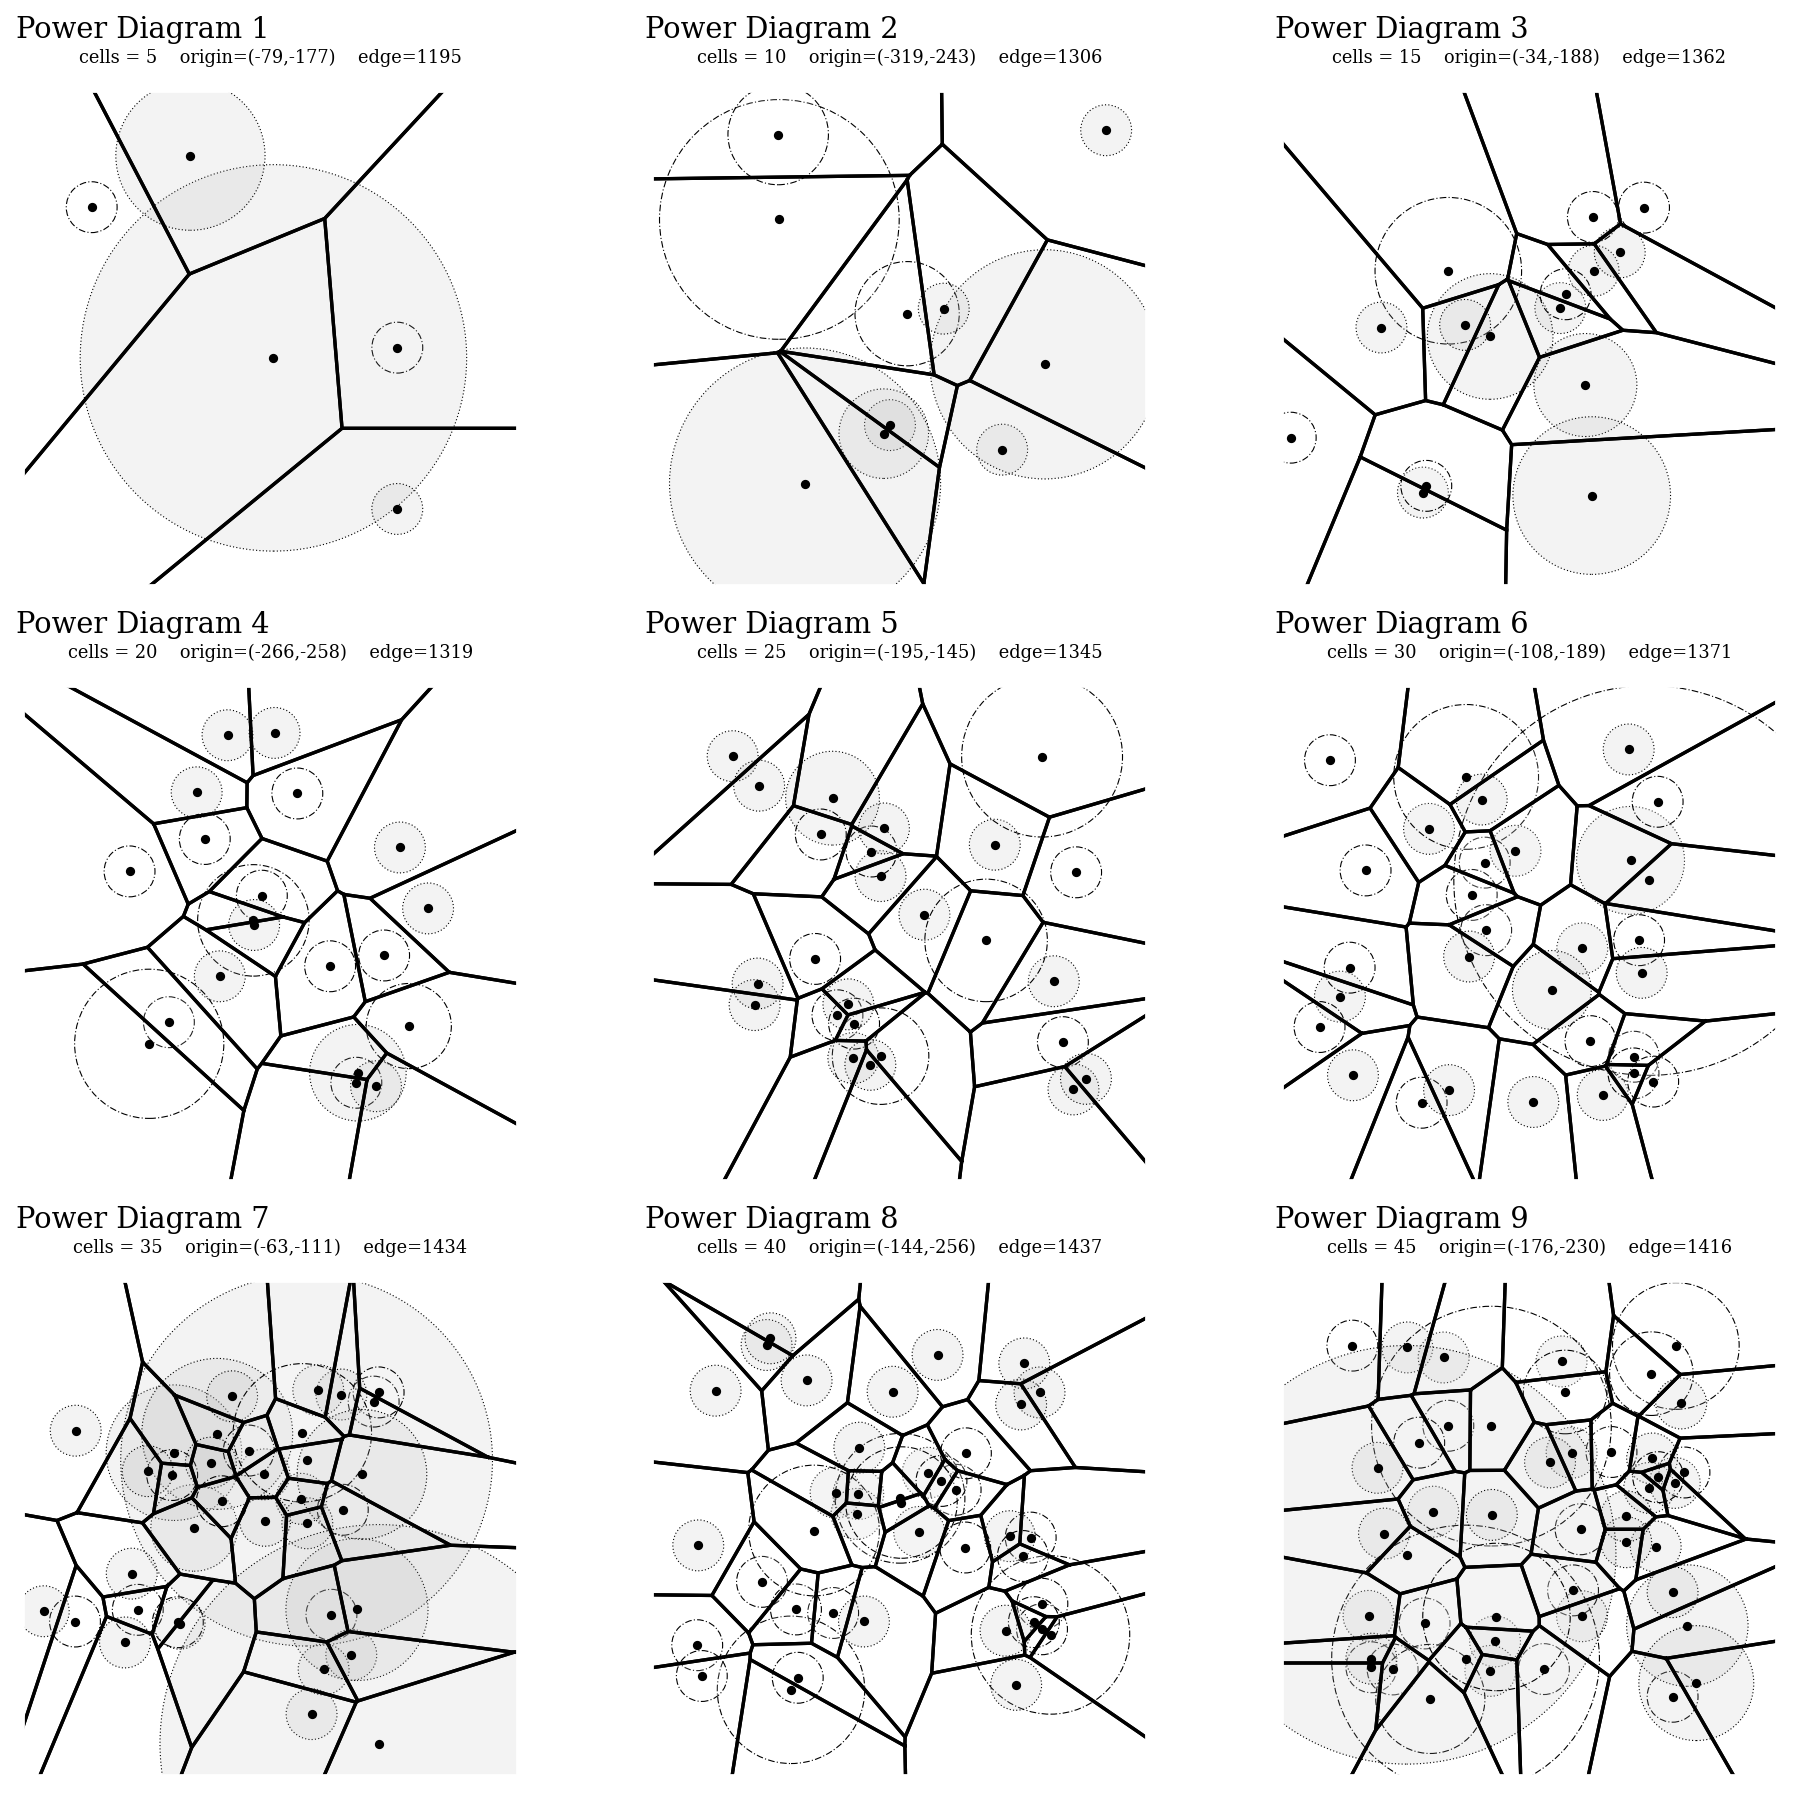 Power Diagram 1
cells = 5 origin=(-79,-177) edge=1195
Power Diagram 2
cells = 10 origin=(-319,-243) edge=1306
Power Diagram 3
cells = 15 origin=(-34,-188) edge=1362
Power Diagram 4
cells = 20 origin=(-266,-258) edge=1319
Power Diagram 5
cells = 25 origin=(-195,-145) edge=1345
Power Diagram 6
cells = 30 origin=(-108,-189) edge=1371
Power Diagram 7
cells = 35 origin=(-63,-111) edge=1434
Power Diagram 8
cells = 40 origin=(-144,-256) edge=1437
Power Diagram 9
cells = 45 origin=(-176,-230) edge=1416